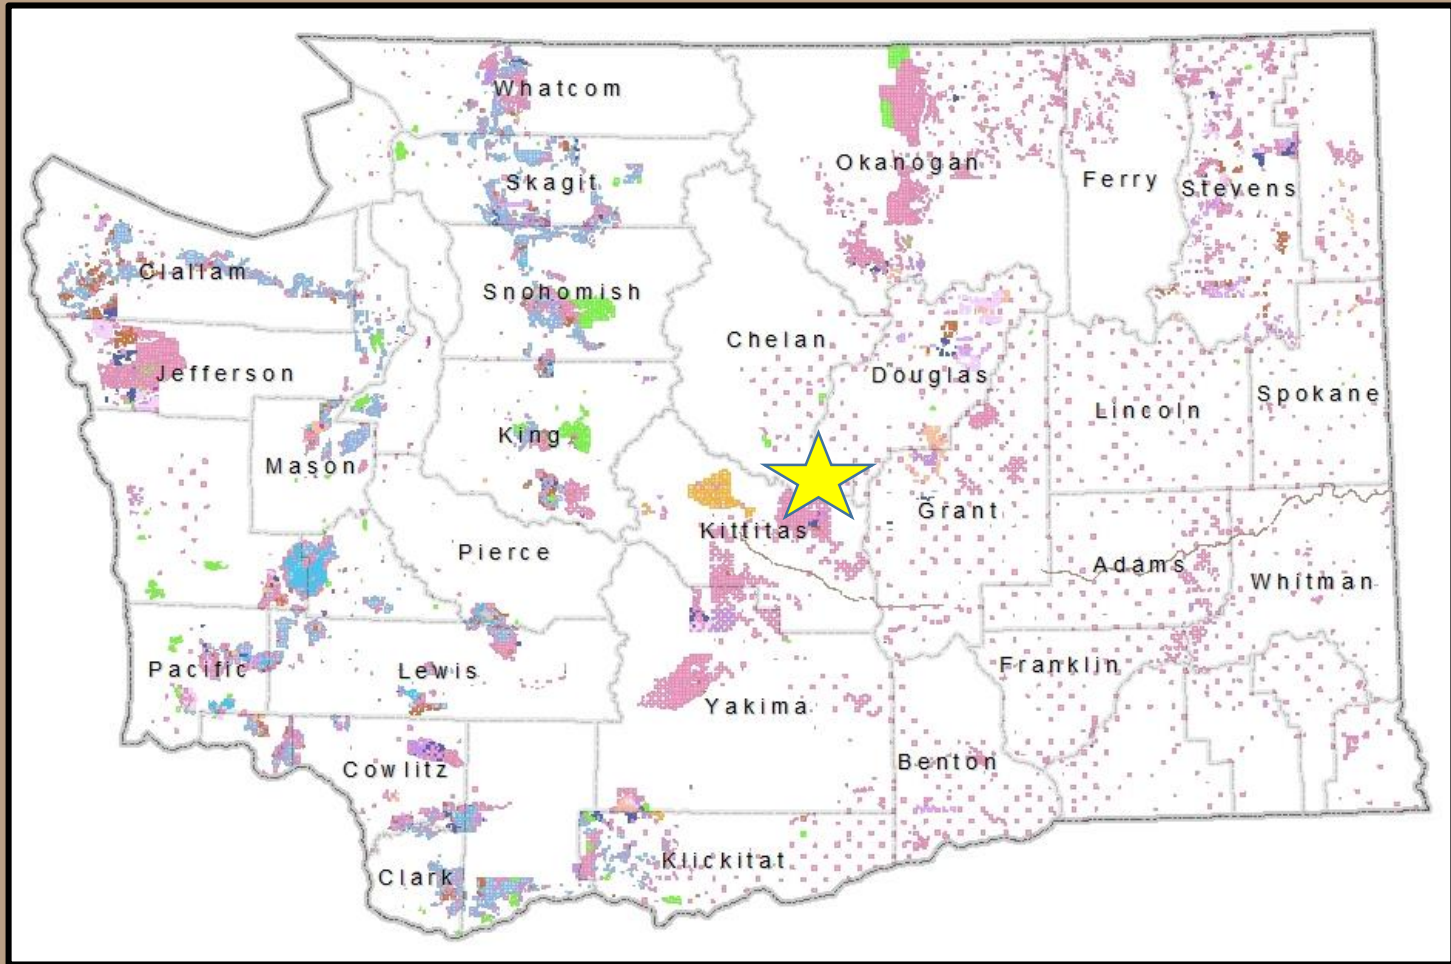 Whatcom
Okanogan
Ferry
Stevens
Skagit
Clallam
Snohomish
Chelan
Jefferson
Douglas
Spokane
Lincoln
King
Mason
Grant
Kittitas
Pierce
Adams
Whitman
Franklin
Pacific
Lewis
Yakima
Benton
Cowlitz
Klickitat
Clark